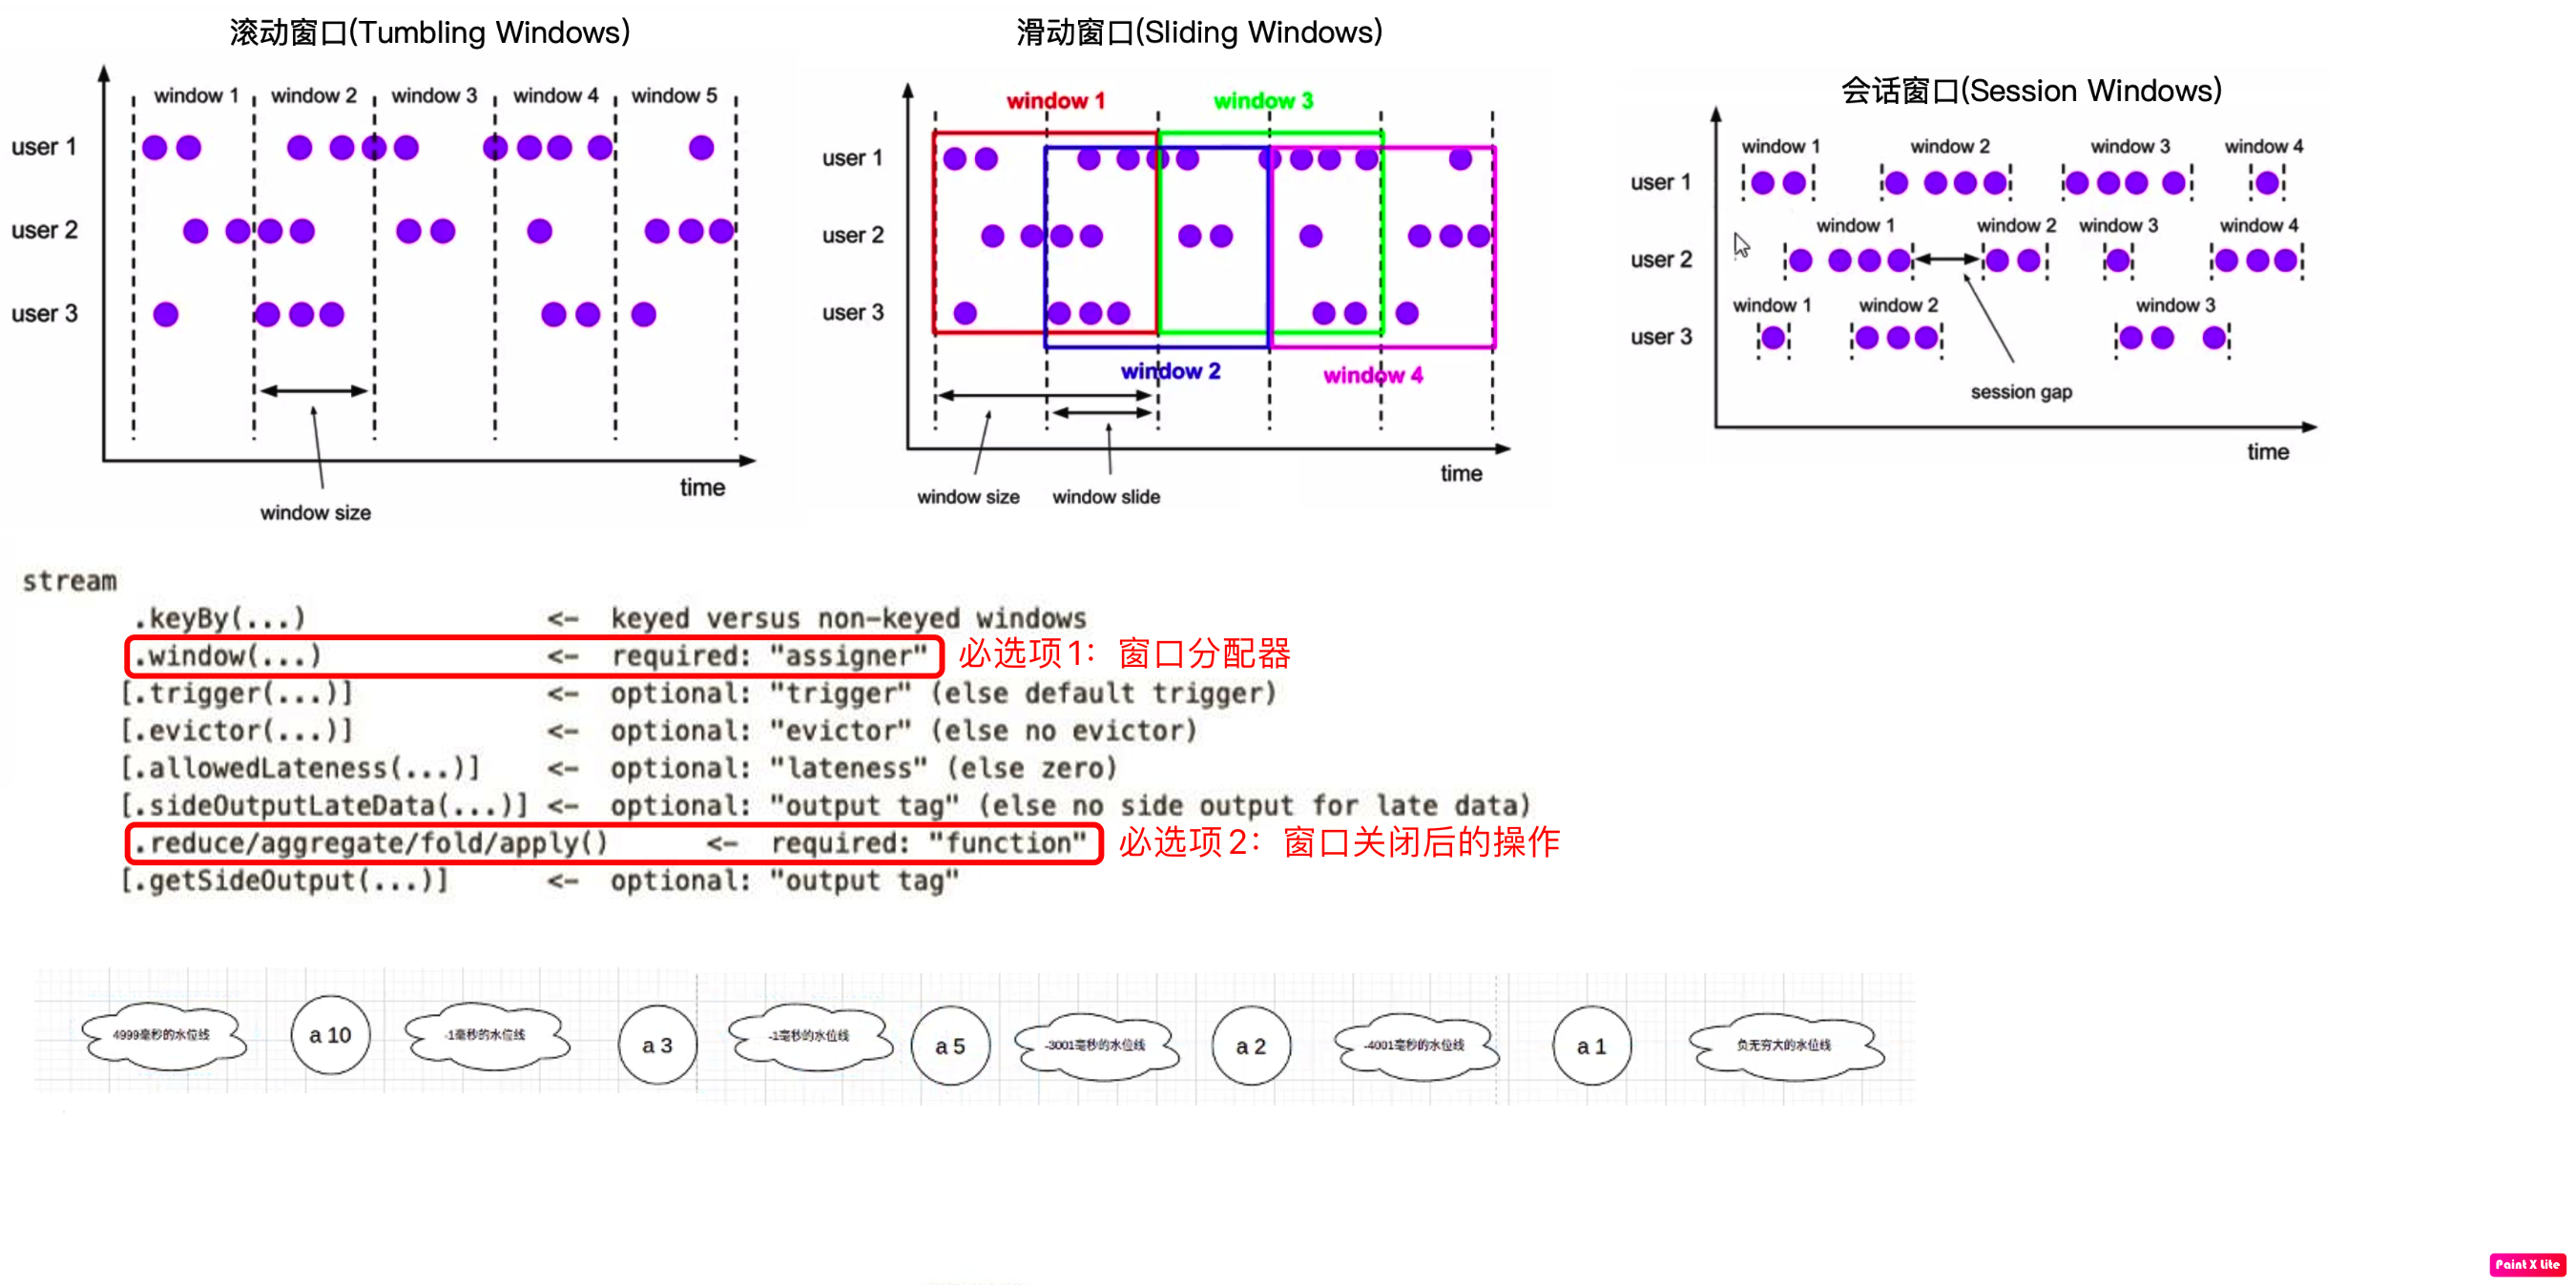 滚动窗口(Tumbling Windows)
window 1 window 2 window 3 window 4 window 5
user 1
user 2
user 3
time
window size
滑动窗口(Sliding Windows)
window 1 window 3
user 1
user 2
user 3
window 2 window 4
time
window size window slide
会话窗口(Session Windows)
window 1 window 2 window 3 window 4
user 1
window 1 window 2 window 3 window 4
user 2
window 1 window 2 window 3
user 3
session gap
time
stream
.keyBy(...) <- keyed versus non-keyed windows
.window(...) <- required: "assigner" 必选项1：窗口分配器
[.trigger(...)] <- optional: "trigger" (else default trigger)
[.evictor(...)] <- optional: "evictor" (else no evictor)
[.allowedLateness(...)] <- optional: "lateness" (else zero)
[.sideOutputLateData(...)] <- optional: "output tag" (else no side output for late data)
.reduce/aggregate/fold/apply() <- required: "function" 必选项2：窗口关闭后的操作
[.getSideOutput(...)] <- optional: "output tag"
4999毫秒的水位线 a 10 -1毫秒的水位线 a 3 -1毫秒的水位线 a 5 -3001毫秒的水位线 a 2 -4001毫秒的水位线 a 1 负无穷大的水位线
Paint X Lite